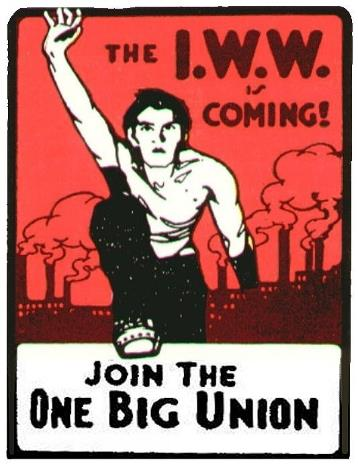 THE I.W.W.
IS
COMING!
JOIN THE
ONE BIG UNION